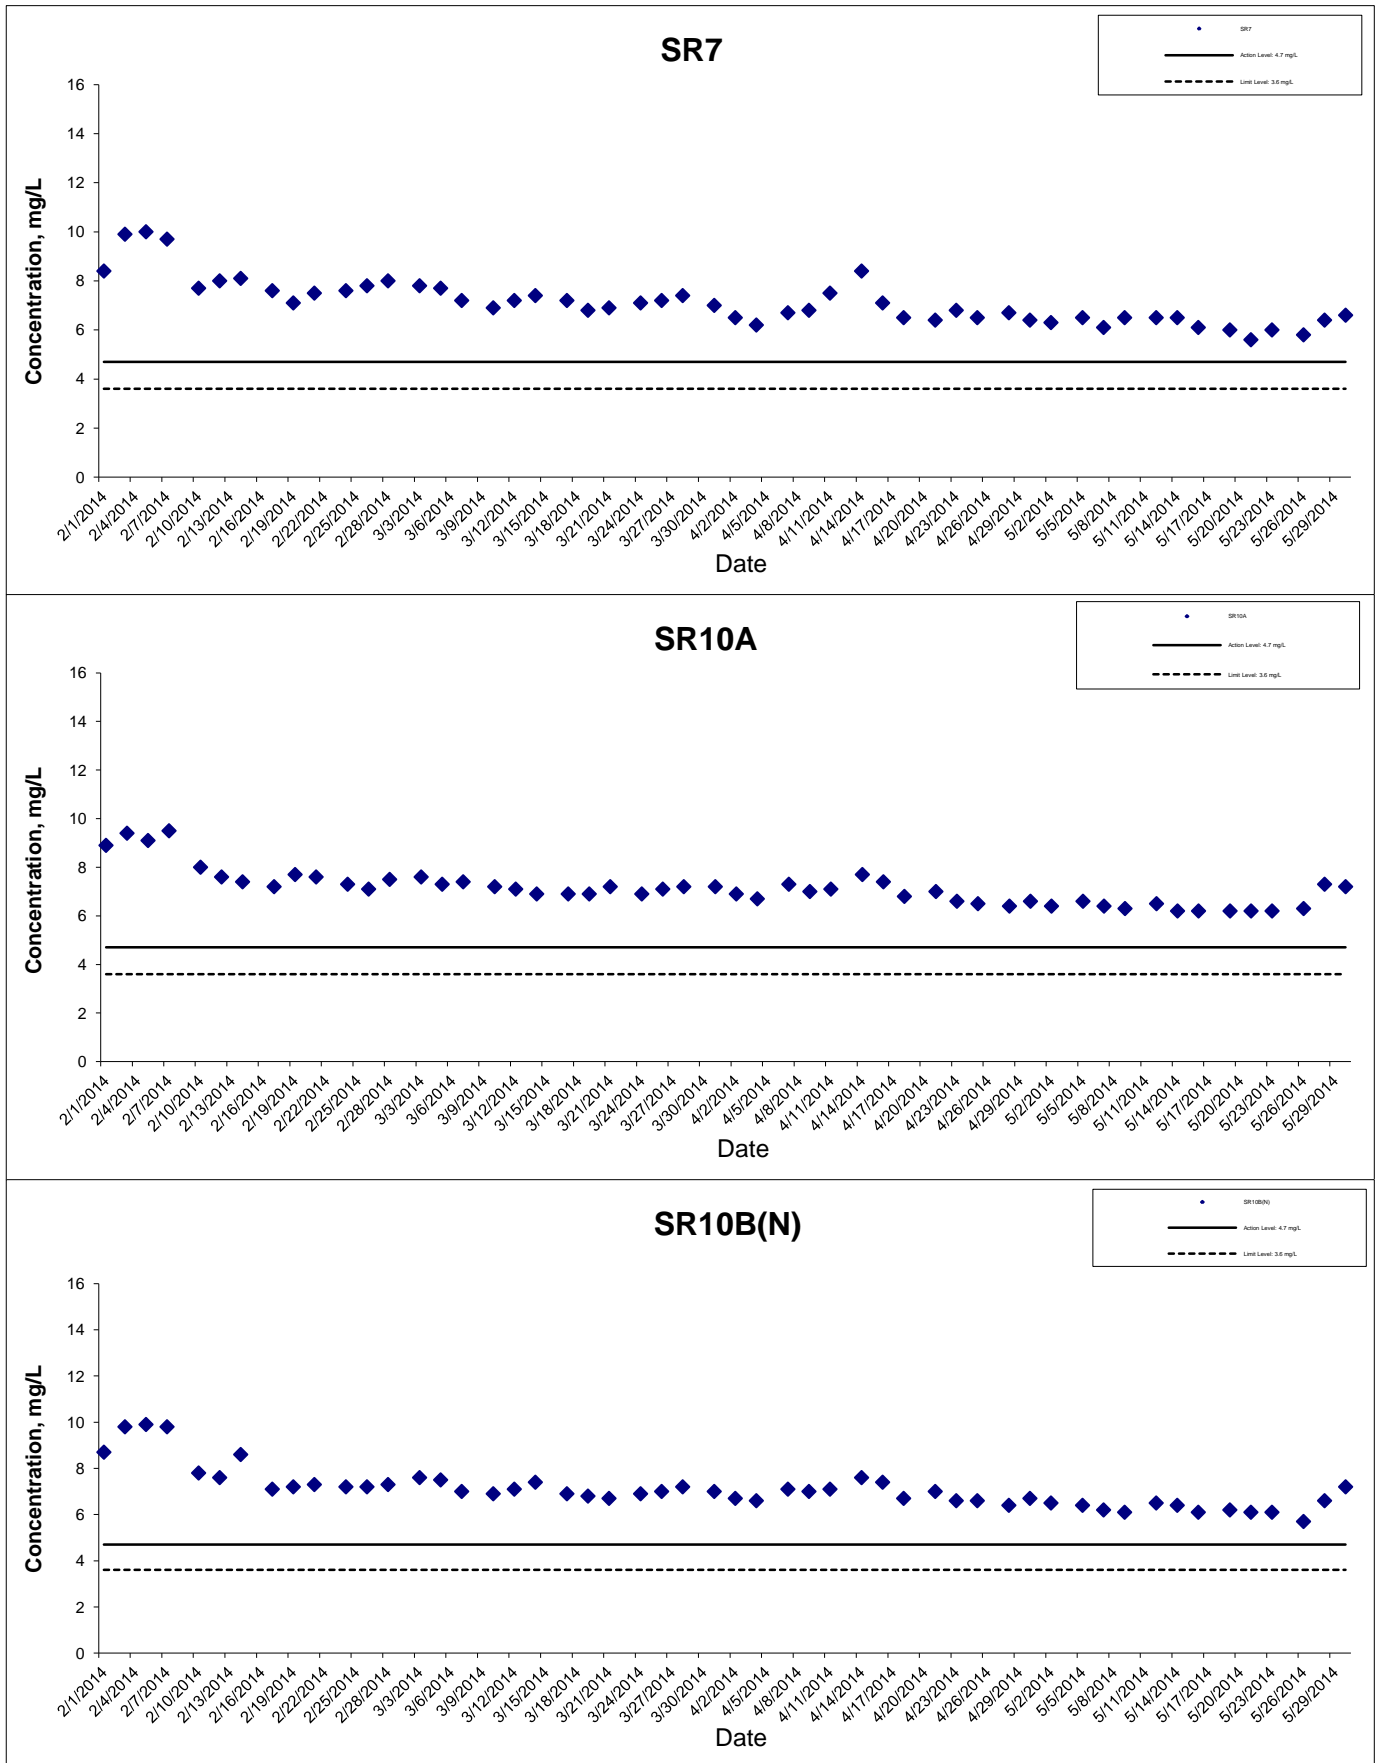 SR7
SR7
Action Level: 4.7 mg/L
Limit Level: 3.6 mg/L
Concentration, mg/L
16
14
12
10
8
6
4
2
0
2/1/2014 2/4/2014 2/7/2014 2/10/2014 2/13/2014 2/16/2014 2/19/2014 2/22/2014 2/25/2014 2/28/2014 3/3/2014 3/6/2014 3/9/2014 3/12/2014 3/15/2014 3/18/2014 3/21/2014 3/24/2014 3/27/2014 3/30/2014 4/2/2014 4/5/2014 4/8/2014 4/11/2014 4/14/2014 4/17/2014 4/20/2014 4/23/2014 4/26/2014 4/29/2014 5/2/2014 5/5/2014 5/8/2014 5/11/2014 5/14/2014 5/17/2014 5/20/2014 5/23/2014 5/26/2014 5/29/2014
Date
SR10A
SR10A
Action Level: 4.7 mg/L
Limit Level: 3.6 mg/L
Concentration, mg/L
16
14
12
10
8
6
4
2
0
2/1/2014 2/4/2014 2/7/2014 2/10/2014 2/13/2014 2/16/2014 2/19/2014 2/22/2014 2/25/2014 2/28/2014 3/3/2014 3/6/2014 3/9/2014 3/12/2014 3/15/2014 3/18/2014 3/21/2014 3/24/2014 3/27/2014 3/30/2014 4/2/2014 4/5/2014 4/8/2014 4/11/2014 4/14/2014 4/17/2014 4/20/2014 4/23/2014 4/26/2014 4/29/2014 5/2/2014 5/5/2014 5/8/2014 5/11/2014 5/14/2014 5/17/2014 5/20/2014 5/23/2014 5/26/2014 5/29/2014
Date
SR10B(N)
SR10B(N)
Action Level: 4.7 mg/L
Limit Level: 3.6 mg/L
Concentration, mg/L
16
14
12
10
8
6
4
2
0
2/1/2014 2/4/2014 2/7/2014 2/10/2014 2/13/2014 2/16/2014 2/19/2014 2/22/2014 2/25/2014 2/28/2014 3/3/2014 3/6/2014 3/9/2014 3/12/2014 3/15/2014 3/18/2014 3/21/2014 3/24/2014 3/27/2014 3/30/2014 4/2/2014 4/5/2014 4/8/2014 4/11/2014 4/14/2014 4/17/2014 4/20/2014 4/23/2014 4/26/2014 4/29/2014 5/2/2014 5/5/2014 5/8/2014 5/11/2014 5/14/2014 5/17/2014 5/20/2014 5/23/2014 5/26/2014 5/29/2014
Date